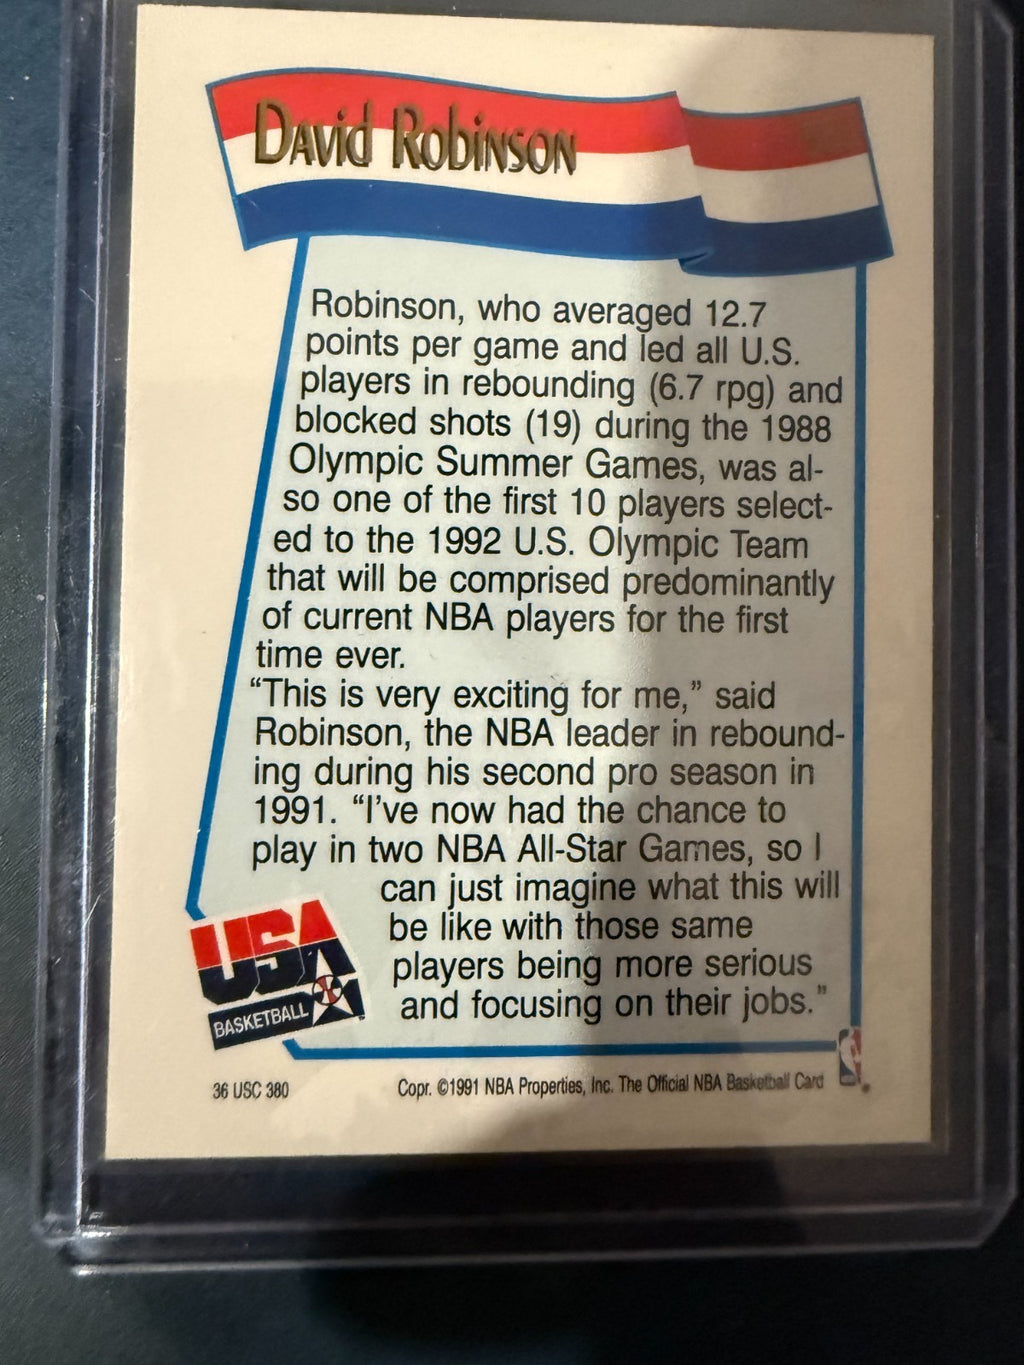 David Robinson
Robinson, who averaged 12.7
points per game and led all U.S.
players in rebounding (6.7 rpg) and
blocked shots (19) during the 1988
Olympic Summer Games, was al-
so one of the first 10 players select-
ed to the 1992 U.S. Olympic Team
that will be comprised predominantly
of current NBA players for the first
time ever.
“This is very exciting for me,” said
Robinson, the NBA leader in rebound-
ing during his second pro season in
1991. “I’ve now had the chance to
play in two NBA All-Star Games, so I
can just imagine what this will
be like with those same
players being more serious
and focusing on their jobs.”
USA
BASKETBALL
36 USC 380
Copr. ©1991 NBA Properties, Inc. The Official NBA Basketball Card